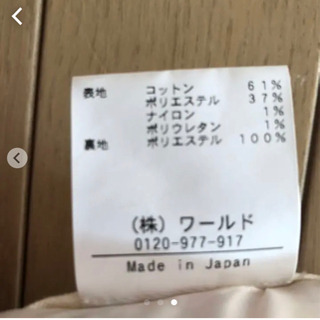 表地 コットン 61%
ポリエステル 37%
ナイロン 1%
ポリウレタン 1%
裏地 ポリエステル 100%
(株) ワールド
0120-977-917
Made in Japan